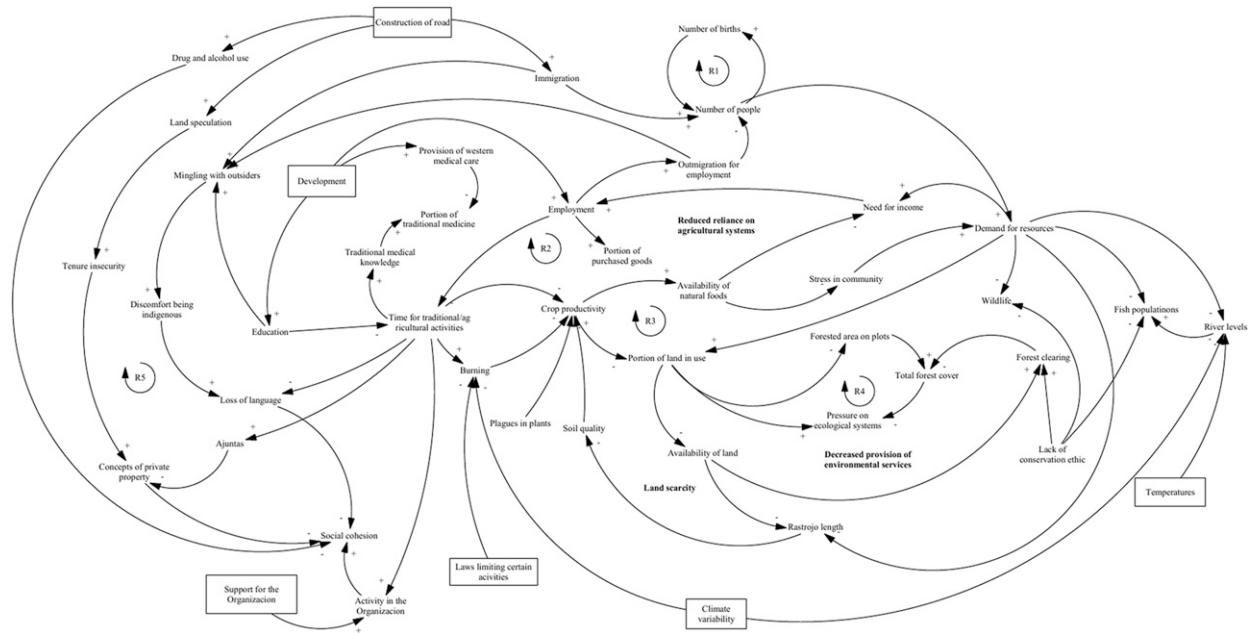 Construction of road
Number of births
Drug and alcohol use
R1
Immigration
Number of people
Land speculation
Provision of western
medical care
Outmigration for
employment
Mingling with outsiders
Development
Portion of
traditional medicine
Employment
Reduced reliance on
agricultural systems
Need for income
Demand for resources
R2
Traditional medical
knowledge
Portion of
purchased goods
Tenure insecurity
Stress in community
Availability of
natural foods
Discomfort being
indigenous
Crop productivity
Wildlife
Fish populatinons
Education
Time for traditional/ag
ricultural activities
R3
River levels
Forested area on plots
Portion of land in use
Forest clearing
Burning
Total forest cover
R5
R4
Loss of language
Plagues in plants
Soil quality
Pressure on
ecological systems
Ajuntas
Availability of land
Decreased provision of
environmental services
Lack of
conservation ethic
Concepts of private
property
Land scarcity
Temperatures
Rastrojo length
Social cohesion
Laws limiting certain
acivities
Support for the
Organizacion
Activity in the
Organizacion
Climate
variability